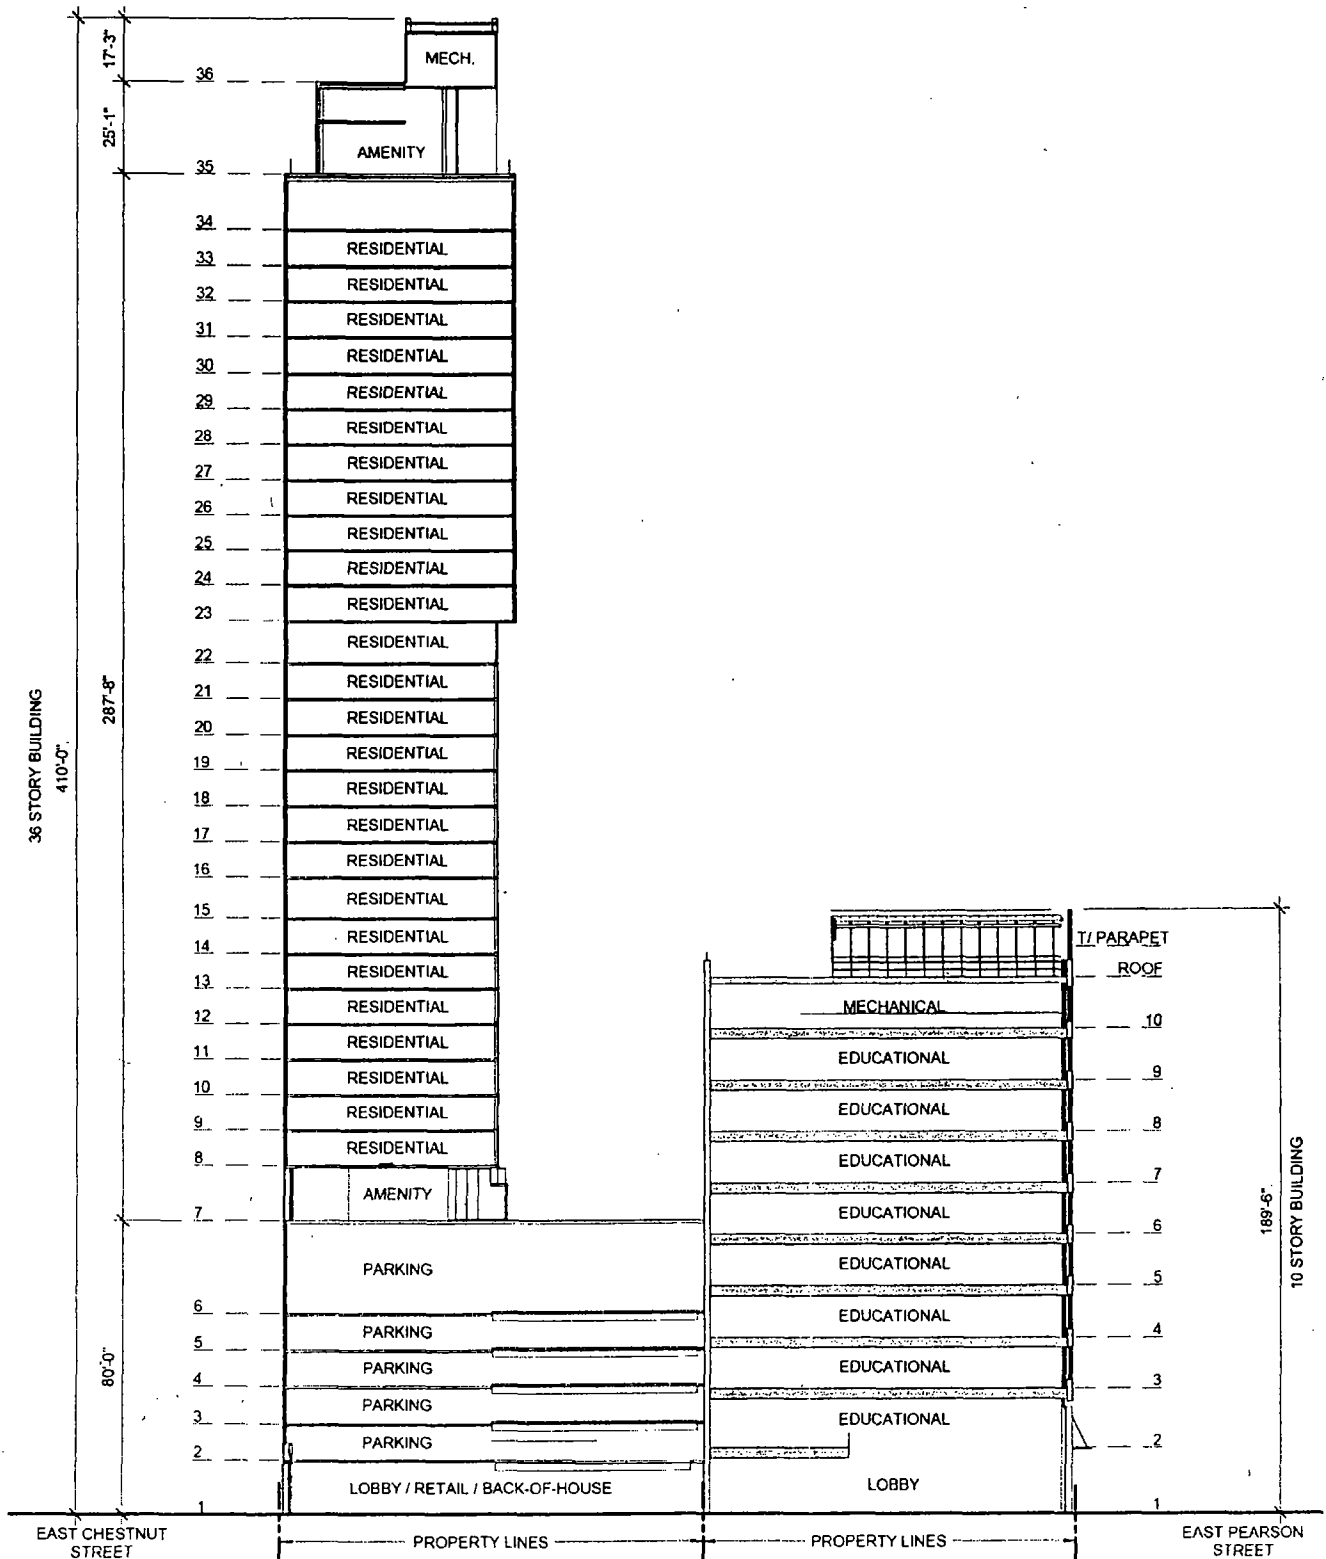 17'-3"
MECH.
36
25'-1"
AMENITY
35
34
RESIDENTIAL
33
RESIDENTIAL
32
RESIDENTIAL
31
RESIDENTIAL
30
RESIDENTIAL
29
RESIDENTIAL
28
RESIDENTIAL
27
RESIDENTIAL
26
RESIDENTIAL
25
RESIDENTIAL
24
RESIDENTIAL
23
RESIDENTIAL
22
RESIDENTIAL
21
RESIDENTIAL
20
RESIDENTIAL
19
RESIDENTIAL
18
RESIDENTIAL
17
RESIDENTIAL
16
RESIDENTIAL
15
RESIDENTIAL
14
RESIDENTIAL
13
RESIDENTIAL
12
RESIDENTIAL
11
RESIDENTIAL
10
RESIDENTIAL
9
RESIDENTIAL
8
AMENITY
7
PARKING
6
PARKING
5
PARKING
4
PARKING
3
PARKING
2
LOBBY / RETAIL / BACK-OF-HOUSE
1
36 STORY BUILDING
410'-0"
287'-8"
80'-0"
T/ PARAPET
ROOF
MECHANICAL
10
EDUCATIONAL
9
EDUCATIONAL
8
EDUCATIONAL
7
EDUCATIONAL
6
EDUCATIONAL
5
EDUCATIONAL
4
EDUCATIONAL
3
EDUCATIONAL
2
LOBBY
1
189'-6"
10 STORY BUILDING
EAST CHESTNUT
STREET
PROPERTY LINES
PROPERTY LINES
EAST PEARSON
STREET